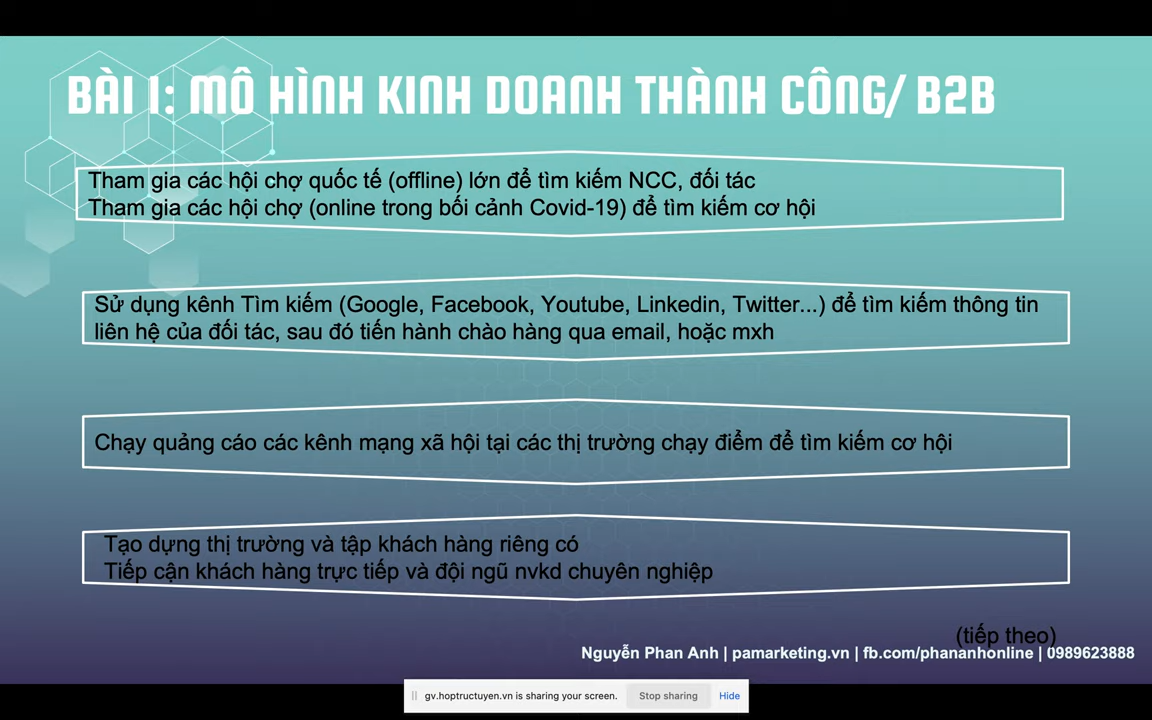 BÀI 1: MÔ HÌNH KINH DOANH THÀNH CÔNG/ B2B
Tham gia các hội chợ quốc tế (offline) lớn để tìm kiếm NCC, đối tác
Tham gia các hội chợ (online trong bối cảnh Covid-19) để tìm kiếm cơ hội
Sử dụng kênh Tìm kiếm (Google, Facebook, Youtube, Linkedin, Twitter...) để tìm kiếm thông tin
liên hệ của đối tác, sau đó tiến hành chào hàng qua email, hoặc mxh
Chạy quảng cáo các kênh mạng xã hội tại các thị trường chạy điểm để tìm kiếm cơ hội
Tạo dựng thị trường và tập khách hàng riêng có
Tiếp cận khách hàng trực tiếp và đội ngũ nvkd chuyên nghiệp
(tiếp theo)
Nguyễn Phan Anh | pamarketing.vn | fb.com/phananhonline | 0989623888
gv.hoptructuyen.vn is sharing your screen. Stop sharing Hide